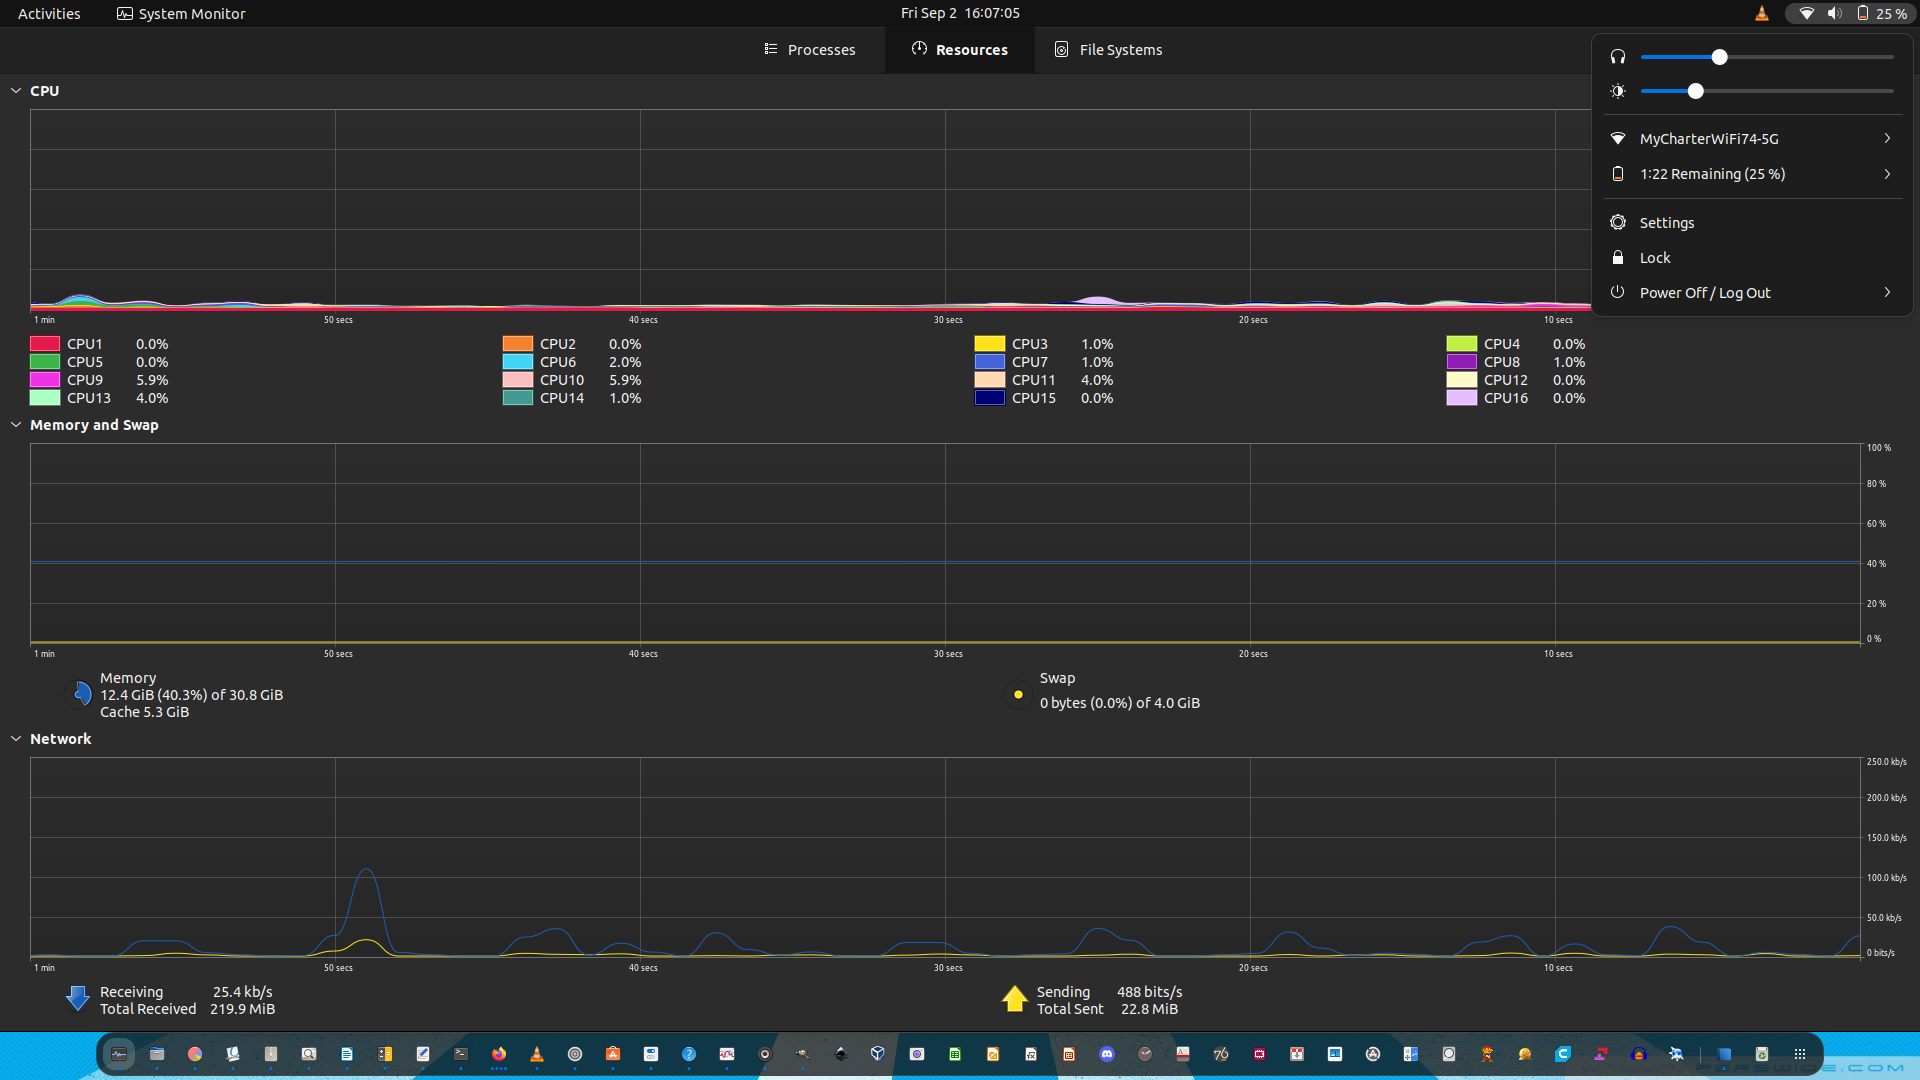 Activities
System Monitor
Fri Sep 2  16:07:05
25 %
Processes
Resources
File Systems
MyCharterWiFi74-5G
1:22 Remaining (25 %)
Settings
Lock
Power Off / Log Out
CPU
1 min
50 secs
40 secs
30 secs
20 secs
10 secs
CPU1 0.0%
CPU2 0.0%
CPU3 1.0%
CPU4 0.0%
CPU5 0.0%
CPU6 2.0%
CPU7 1.0%
CPU8 1.0%
CPU9 5.9%
CPU10 5.9%
CPU11 4.0%
CPU12 0.0%
CPU13 4.0%
CPU14 1.0%
CPU15 0.0%
CPU16 0.0%
Memory and Swap
100 %
80 %
60 %
40 %
20 %
0 %
1 min
50 secs
40 secs
30 secs
20 secs
10 secs
Memory
12.4 GiB (40.3%) of 30.8 GiB
Cache 5.3 GiB
Swap
0 bytes (0.0%) of 4.0 GiB
Network
250.0 kb/s
200.0 kb/s
150.0 kb/s
100.0 kb/s
50.0 kb/s
0 bits/s
1 min
50 secs
40 secs
30 secs
20 secs
10 secs
Receiving 25.4 kb/s
Total Received 219.9 MiB
Sending 488 bits/s
Total Sent 22.8 MiB